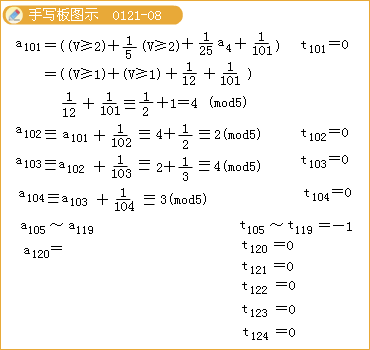 手写板图示 0121-08
a₁₀₁=((V≥2)+1/5(V≥2)+1/25 a₄+1/101) t₁₀₁=0
=((V≥1)+(V≥1)+1/12+1/101)
1/12+1/101≡1/2+1=4 (mod5)
a₁₀₂≡a₁₀₁+1/102≡4+1/2≡2(mod5) t₁₀₂=0
a₁₀₃≡a₁₀₂+1/103≡2+1/3≡4(mod5) t₁₀₃=0
a₁₀₄≡a₁₀₃+1/104≡3(mod5) t₁₀₄=0
a₁₀₅～a₁₁₉ t₁₀₅～t₁₁₉=-1
a₁₂₀= t₁₂₀=0
t₁₂₁=0
t₁₂₂=0
t₁₂₃=0
t₁₂₄=0